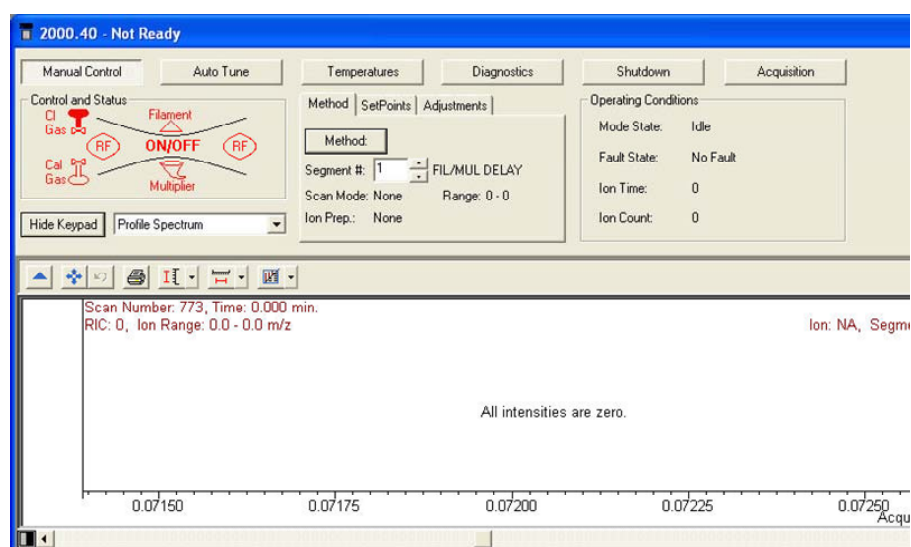 2000.40 - Not Ready
Manual Control Auto Tune Temperatures Diagnostics Shutdown Acquisition
Control and Status
CI Gas
Filament
RF ON/OFF RF
Cal Gas
Multiplier
Hide Keypad Profile Spectrum
Method SetPoints Adjustments
Method:
Segment #: 1 FIL/MUL DELAY
Scan Mode: None Range: 0 - 0
Ion Prep.: None
Operating Conditions
Mode State: Idle
Fault State: No Fault
Ion Time: 0
Ion Count: 0
Scan Number: 773, Time: 0.000 min.
RIC: 0, Ion Range: 0.0 - 0.0 m/z
Ion: NA, Segme
All intensities are zero.
0.07150 0.07175 0.07200 0.07225 0.07250
Acqu